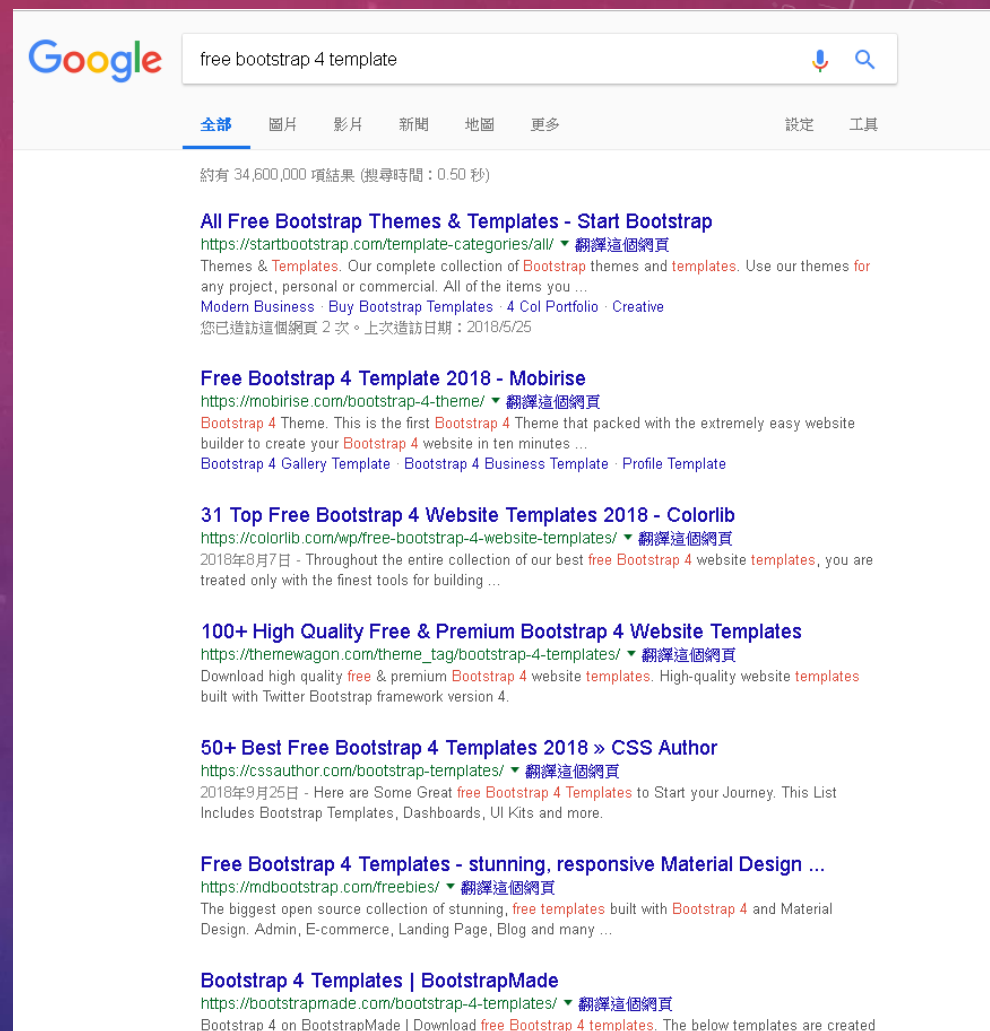 Google
free bootstrap 4 template
全部 圖片 影片 新聞 地圖 更多 設定 工具
約有 34,600,000 項結果 (搜尋時間：0.50 秒)
All Free Bootstrap Themes & Templates - Start Bootstrap
https://startbootstrap.com/template-categories/all/ ▼ 翻譯這個網頁
Themes & Templates. Our complete collection of Bootstrap themes and templates. Use our themes for
any project, personal or commercial. All of the items you ...
Modern Business · Buy Bootstrap Templates · 4 Col Portfolio · Creative
您已造訪這個網頁 2 次。上次造訪日期：2018/5/25
Free Bootstrap 4 Template 2018 - Mobirise
https://mobirise.com/bootstrap-4-theme/ ▼ 翻譯這個網頁
Bootstrap 4 Theme. This is the first Bootstrap 4 Theme that packed with the extremely easy website
builder to create your Bootstrap 4 website in ten minutes ...
Bootstrap 4 Gallery Template · Bootstrap 4 Business Template · Profile Template
31 Top Free Bootstrap 4 Website Templates 2018 - Colorlib
https://colorlib.com/wp/free-bootstrap-4-website-templates/ ▼ 翻譯這個網頁
2018年8月7日 - Throughout the entire collection of our best free Bootstrap 4 website templates, you are
treated only with the finest tools for building ...
100+ High Quality Free & Premium Bootstrap 4 Website Templates
https://themewagon.com/theme_tag/bootstrap-4-templates/ ▼ 翻譯這個網頁
Download high quality free & premium Bootstrap 4 website templates. High-quality website templates
built with Twitter Bootstrap framework version 4.
50+ Best Free Bootstrap 4 Templates 2018 » CSS Author
https://cssauthor.com/bootstrap-templates/ ▼ 翻譯這個網頁
2018年9月25日 - Here are Some Great free Bootstrap 4 Templates to Start your Journey. This List
Includes Bootstrap Templates, Dashboards, UI Kits and more.
Free Bootstrap 4 Templates - stunning, responsive Material Design ...
https://mdbootstrap.com/freebies/ ▼ 翻譯這個網頁
The biggest open source collection of stunning, free templates built with Bootstrap 4 and Material
Design. Admin, E-commerce, Landing Page, Blog and many ...
Bootstrap 4 Templates | BootstrapMade
https://bootstrapmade.com/bootstrap-4-templates/ ▼ 翻譯這個網頁
Bootstrap 4 on BootstrapMade | Download free Bootstrap 4 templates. The below templates are created